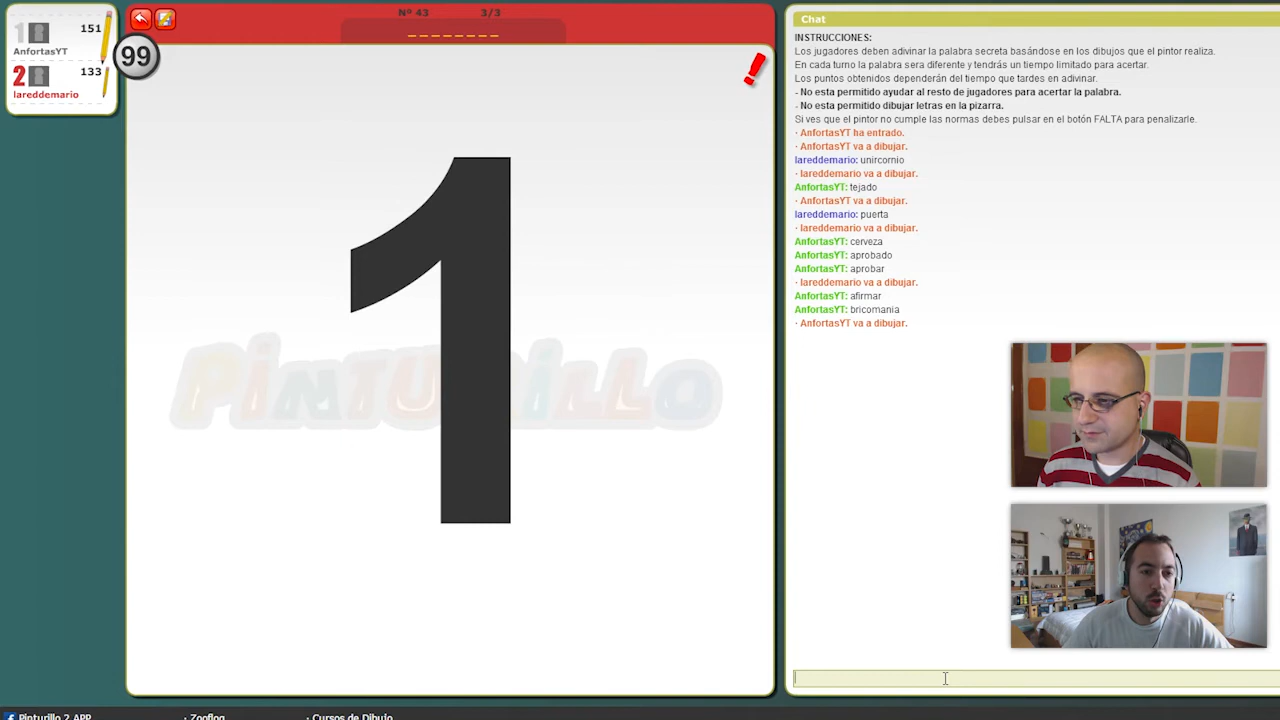 1
151
AnfortasYT
2
133
lareddemario
99
Nº 43
3/3
_ _ _ _ _ _ _ _
1
PINTURILLO
Chat
INSTRUCCIONES:
Los jugadores deben adivinar la palabra secreta basándose en los dibujos que el pintor realiza.
En cada turno la palabra sera diferente y tendrás un tiempo limitado para acertar.
Los puntos obtenidos dependerán del tiempo que tardes en adivinar.
- No esta permitido ayudar al resto de jugadores para acertar la palabra.
- No esta permitido dibujar letras en la pizarra.
Si ves que el pintor no cumple las normas debes pulsar en el botón FALTA para penalizarle.
· AnfortasYT ha entrado.
· AnfortasYT va a dibujar.
lareddemario: unircornio
· lareddemario va a dibujar.
AnfortasYT: tejado
· AnfortasYT va a dibujar.
lareddemario: puerta
· lareddemario va a dibujar.
AnfortasYT: cerveza
AnfortasYT: aprobado
AnfortasYT: aprobar
· lareddemario va a dibujar.
AnfortasYT: afirmar
AnfortasYT: bricomania
· AnfortasYT va a dibujar.
Pinturillo 2 APP
· Zooflog
· Cursos de Dibujo